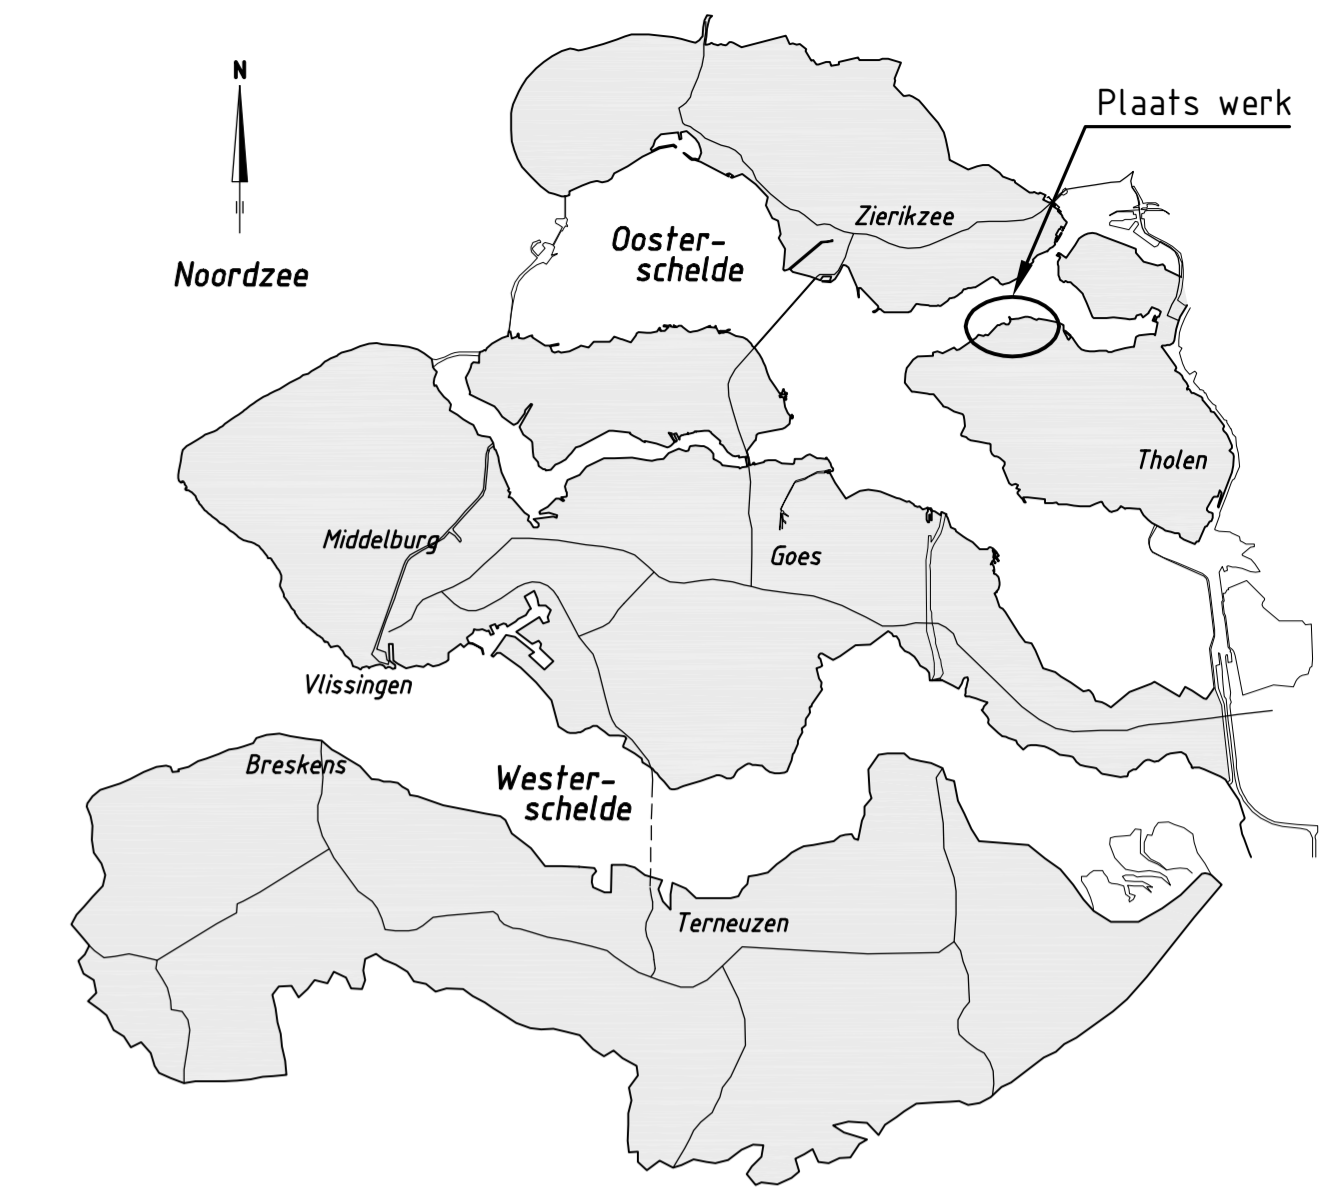 N
Plaats werk
Zierikzee
Ooster-
schelde
Noordzee
Tholen
Middelburg
Goes
Vlissingen
Breskens
Wester-
schelde
Terneuzen